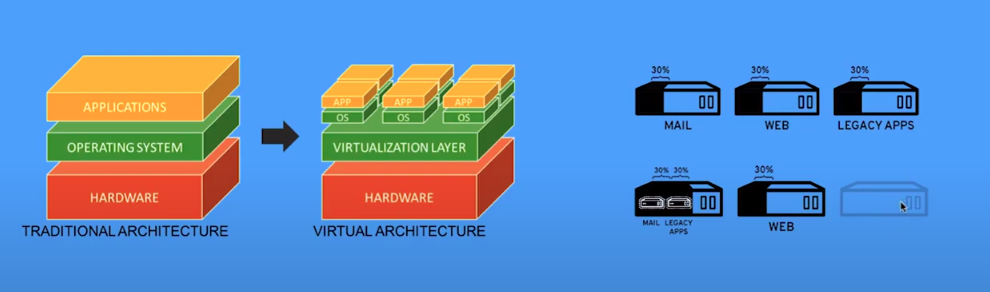 APPLICATIONS
OPERATING SYSTEM
HARDWARE
TRADITIONAL ARCHITECTURE
APP APP APP
OS OS OS
VIRTUALIZATION LAYER
HARDWARE
VIRTUAL ARCHITECTURE
30% 30% 30%
MAIL WEB LEGACY APPS
30% 30% 30%
MAIL LEGACY
APPS
WEB